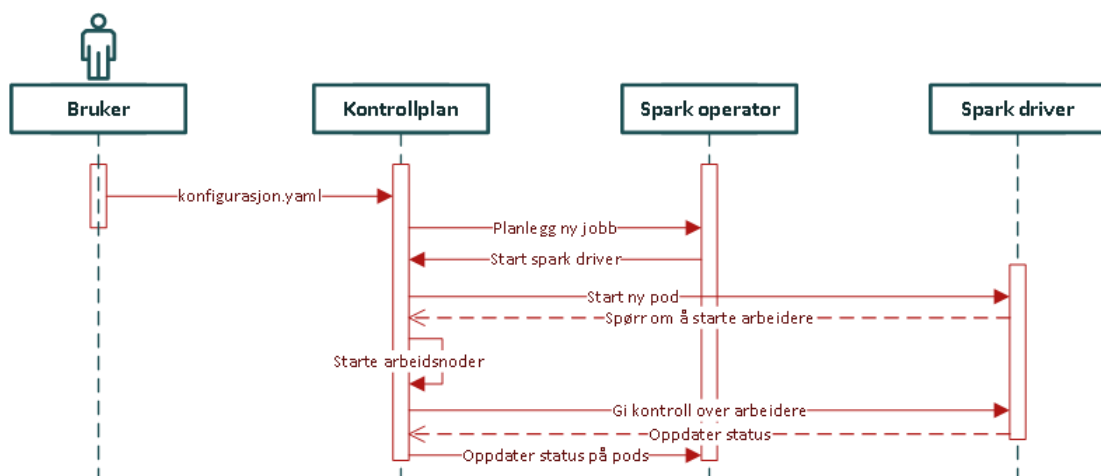 Bruker
Kontrollplan
Spark operator
Spark driver
konfigurasjon.yaml
Planlegg ny jobb
Start spark driver
Start ny pod
Spørr om å starte arbeidere
Starte arbeidsnoder
Gi kontroll over arbeidere
Oppdater status
Oppdater status på pods